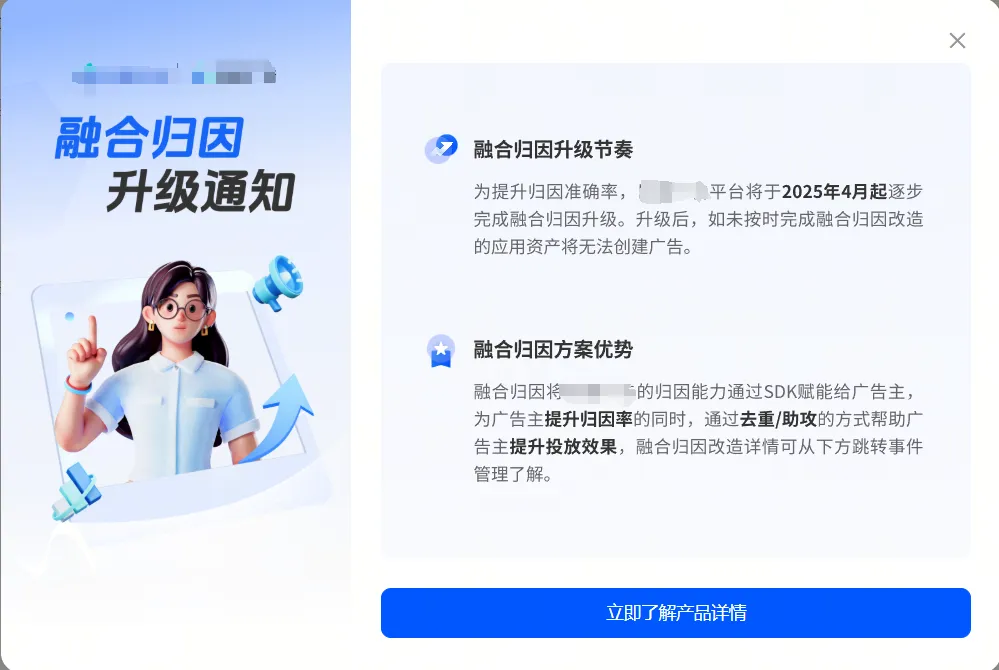 融合归因
升级通知
融合归因升级节奏
为提升归因准确率，平台将于2025年4月起逐步
完成融合归因升级。升级后，如未按时完成融合归因改造
的应用资产将无法创建广告。
融合归因方案优势
融合归因将的归因能力通过SDK赋能给广告主，
为广告主提升归因率的同时，通过去重/助攻的方式帮助广
告主提升投放效果，融合归因改造详情可从下方跳转事件
管理了解。
立即了解产品详情